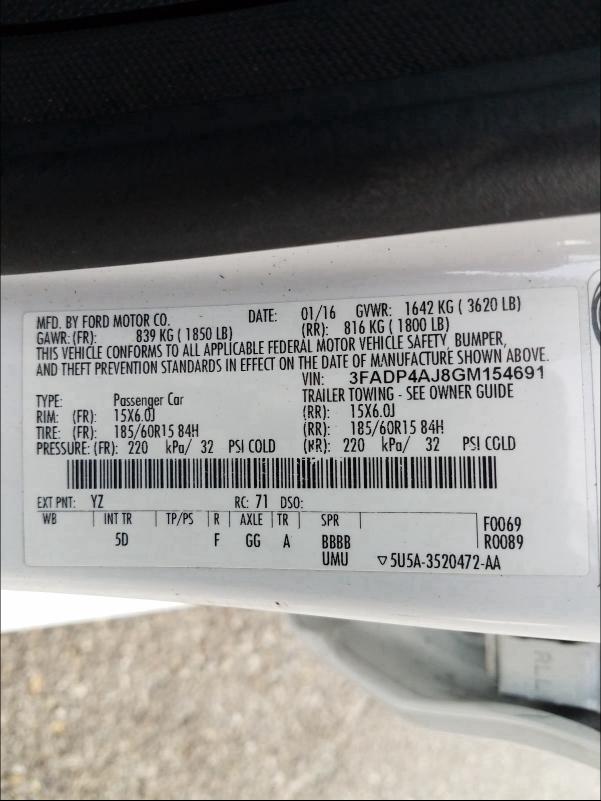 MFD. BY FORD MOTOR CO. DATE: 01/16 GVWR: 1642 KG ( 3620 LB)
GAWR: (FR): 839 KG ( 1850 LB) (RR): 816 KG ( 1800 LB)
THIS VEHICLE CONFORMS TO ALL APPLICABLE FEDERAL MOTOR VEHICLE SAFETY, BUMPER,
AND THEFT PREVENTION STANDARDS IN EFFECT ON THE DATE OF MANUFACTURE SHOWN ABOVE.
VIN: 3FADP4AJ8GM154691
TYPE: Passenger Car TRAILER TOWING - SEE OWNER GUIDE
RIM: (FR): 15X6.0J (RR): 15X6.0J
TIRE: (FR): 185/60R15 84H (RR): 185/60R15 84H
PRESSURE: (FR): 220 kPa/ 32 PSI COLD (RR): 220 kPa/ 32 PSI COLD
EXT PNT: YZ RC: 71 DSO:
WB INT TR TP/PS R AXLE TR SPR F0069
5D F GG A BBBB R0089
UMU ▽5U5A-3520472-AA
ALL